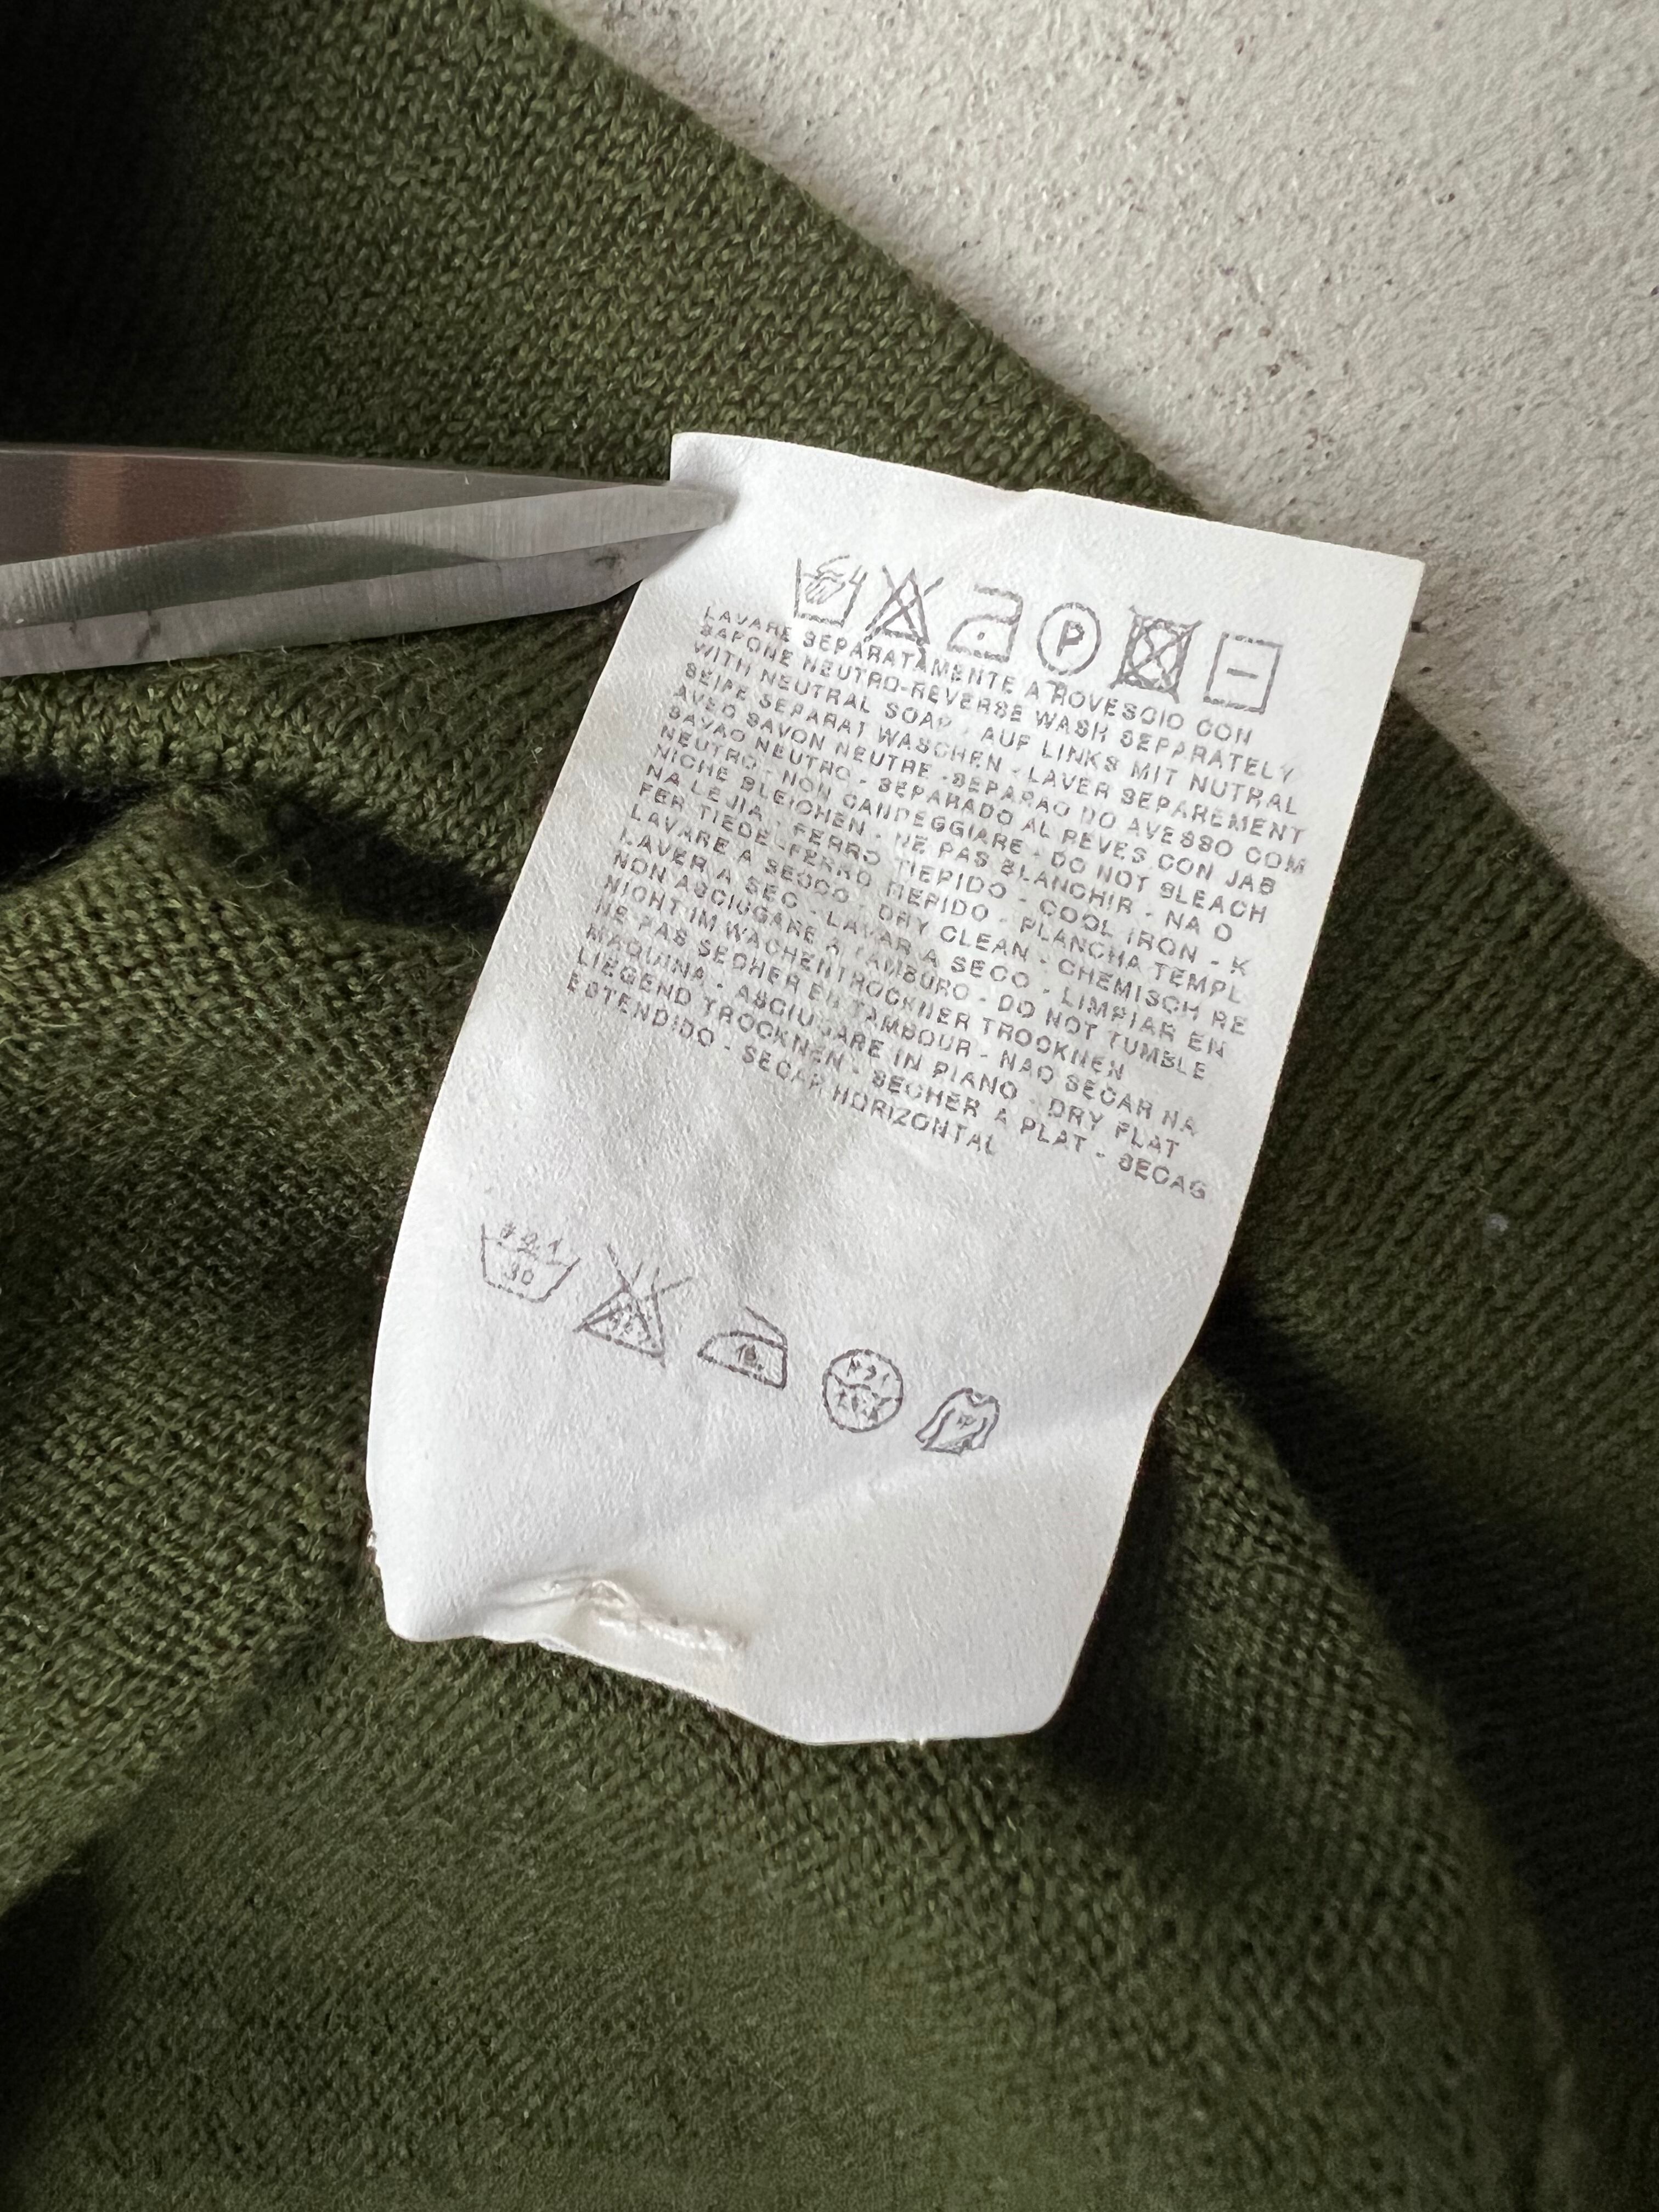 P
LAVARE SEPARATAMENTE A ROVESCIO CON
SAPONE NEUTRO-REVERSE WASH SEPARATELY
WITH NEUTRAL SOAP - AUF LINKS MIT NUTRAL
SEIFE SEPARAT WASCHEN - LAVER SEPAREMENT
AVEC SAVON NEUTRE - SEPARAO DO AVESSO COM
SAVAO NEUTRO - SEPARADO AL REVES CON JAB
NEUTRO - NON CANDEGGIARE - DO NOT BLEACH
NICHE BLEICHEN - NE PAS BLANCHIR - NA O
NA LEJIA - FERRO TIEPIDO - COOL IRON - K
FER TIEDE - FERRO TIEPIDO - PLANCHA TEMPL
LAVARE A SECCO - DRY CLEAN - CHEMISCH RE
LAVER A SEC - LAVAR A SECO - LIMPIAR EN
NON ASCIUGARE A TAMBURO - DO NOT TUMBLE
NICHT IM WACHENTROCKNER TROCKNEN
NE PAS SECHER EN TAMBOUR - NAO SECAR NA
MAQUINA - ASCIUGARE IN PIANO - DRY FLAT
LIEGEND TROCKNEN - SECHER A PLAT - SECAG
ESTENDIDO - SECAR HORIZONTAL
30